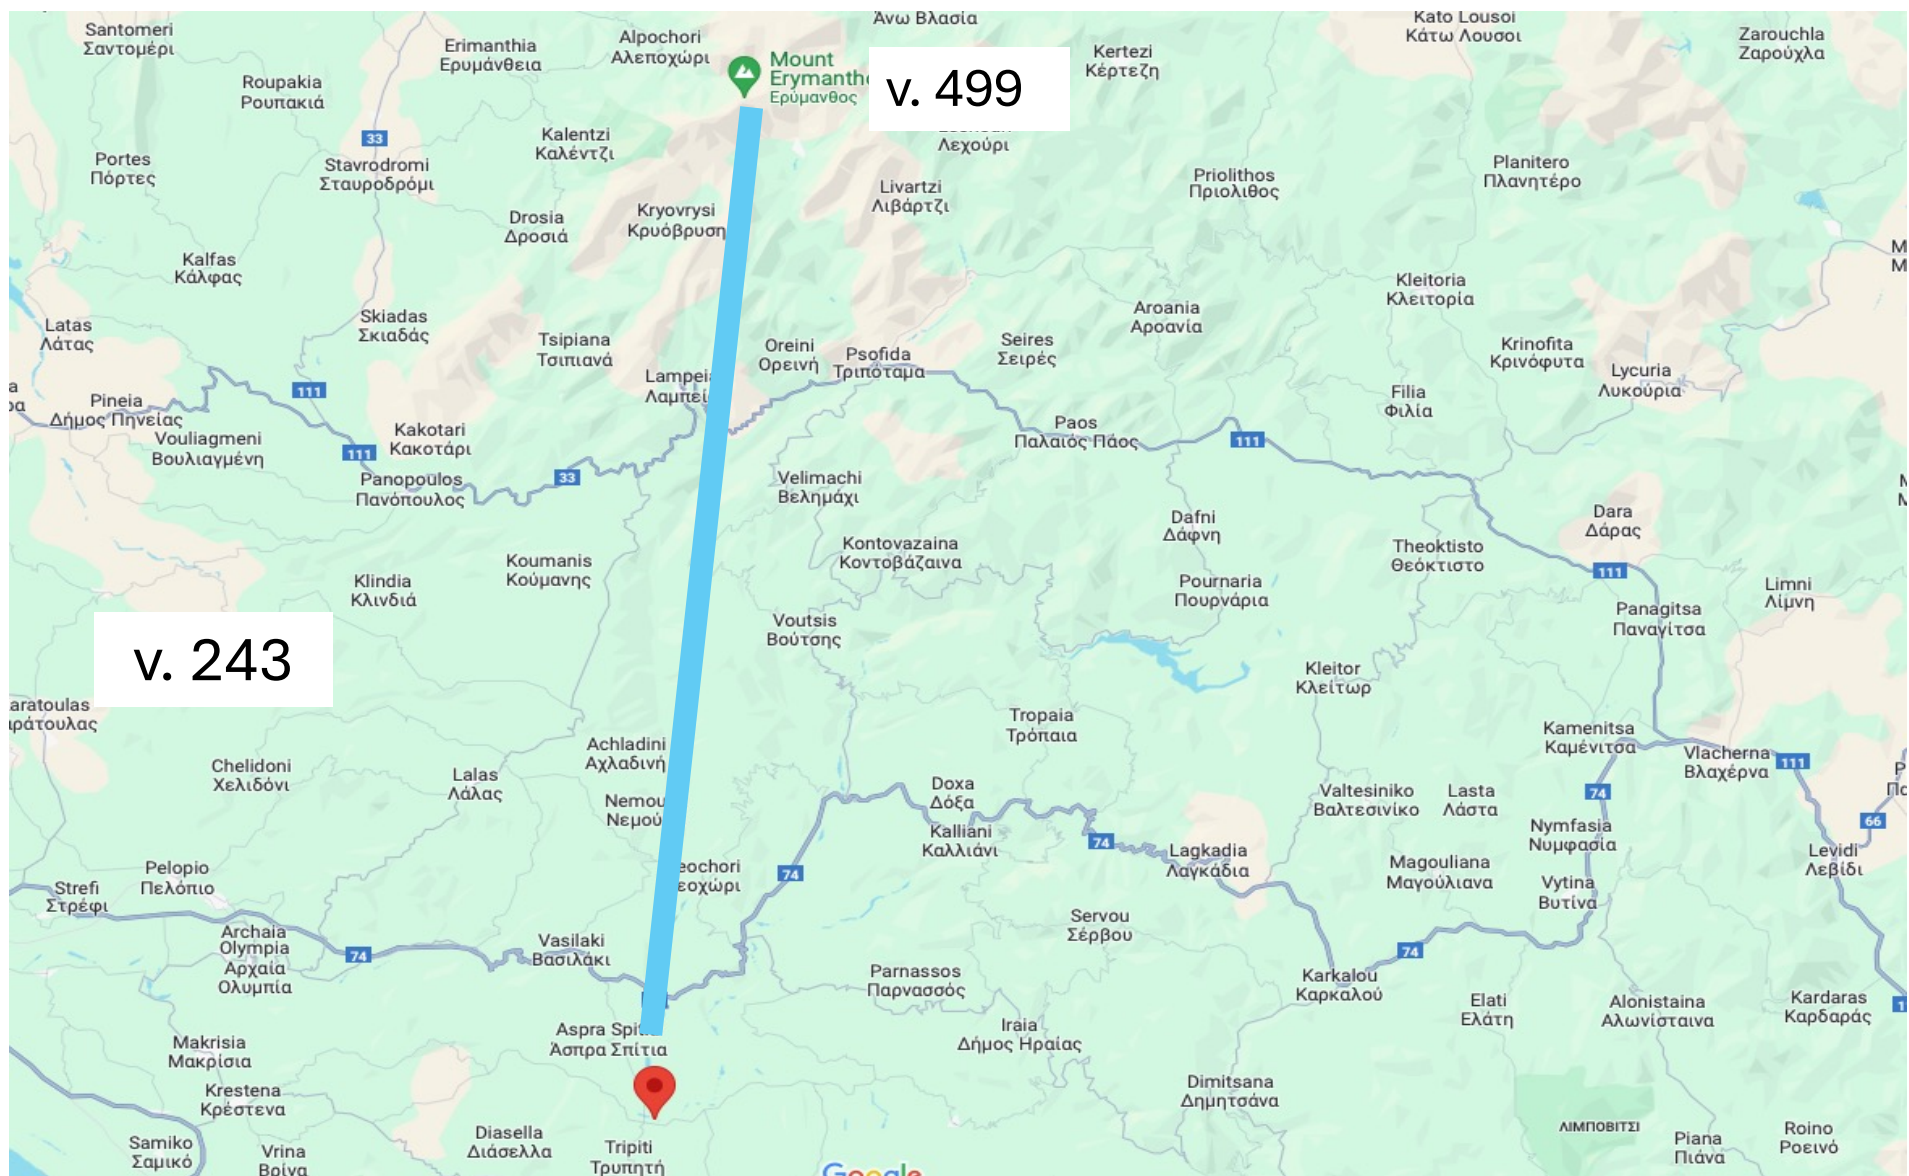 Santomeri
Σαντομέρι
Erimanthia
Ερυμάνθεια
Alpochori
Αλεποχώρι
Άνω Βλασία
Kato Lousoi
Κάτω Λουσοι
Zarouchla
Ζαρούχλα
Roupakia
Ρουπακιά
Mount
Ερύμανθος
v. 499
Kertezi
Κέρτεζη
33
Kalentzi
Καλέντζι
Λεχούρι
Portes
Πόρτες
Stavrodromi
Σταυροδρόμι
Livartzi
Λιβάρτζι
Priolithos
Πριολιθος
Planitero
Πλανητέρο
Drosia
Δροσιά
Kryovrysi
Κρυόβρυση
Kalfas
Κάλφας
Kleitoria
Κλειτορία
Latas
Λάτας
Skiadas
Σκιαδάς
Tsipiana
Τσιπιανά
Oreini
Ορεινή
Psofida
Τριπόταμα
Seires
Σειρές
Aroania
Αροανία
Krinofita
Κρινόφυτα
Lycuria
Λυκούρια
111
Pineia
Δήμος Πηνείας
Filia
Φιλία
Vouliagmeni
Βουλιαγμένη
111
Kakotari
Κακοτάρι
Paos
Παλαιός Πάος
111
Panopoulos
Πανόπουλος
33
Velimachi
Βελημάχι
Dafni
Δάφνη
Dara
Δάρας
Klindia
Κλινδιά
Koumanis
Κούμανης
Kontovazaina
Κοντοβάζαινα
Theoktisto
Θεόκτιστο
111
Pournaria
Πουρνάρια
Limni
Λίμνη
Voutsis
Βούτσης
Panagitsa
Παναγίτσα
v. 243
Kleitor
Κλείτωρ
Tropaia
Τρόπαια
Achladini
Αχλαδινή
Kamenitsa
Καμένιτσα
Vlacherna
Βλαχέρνα
111
Chelidoni
Χελιδόνι
Lalas
Λάλας
Doxa
Δόξα
Valtesiniko
Βαλτεσινίκο
Lasta
Λάστα
74
Kalliani
Καλλιάνι
74
Nymfasia
Νυμφασία
66
Pelopio
Πελόπιο
74
Lagkadia
Λαγκάδια
Magouliana
Μαγούλιανα
Levidi
Λεβίδι
Strefi
Στρέφι
Vytina
Βυτίνα
Archaia
Olympia
Αρχαία
Ολυμπία
74
Vasilaki
Βασιλάκι
Servou
Σέρβου
74
Parnassos
Παρνασσός
Karkalou
Καρκαλού
Elati
Ελάτη
Alonistaina
Αλωνίσταινα
Kardaras
Καρδαράς
Aspra
Άσπρα Σπίτια
Iraia
Δήμος Ηραίας
Makrisia
Μακρίσια
Krestena
Κρέστενα
Dimitsana
Δημητσάνα
Samiko
Σαμικό
Vrina
Βρίνα
Diasella
Διάσελλα
Tripiti
Τρυπητή
ΛΙΜΠΟΒΙΤΣΙ
Piana
Πιάνα
Roino
Ροεινό
Google